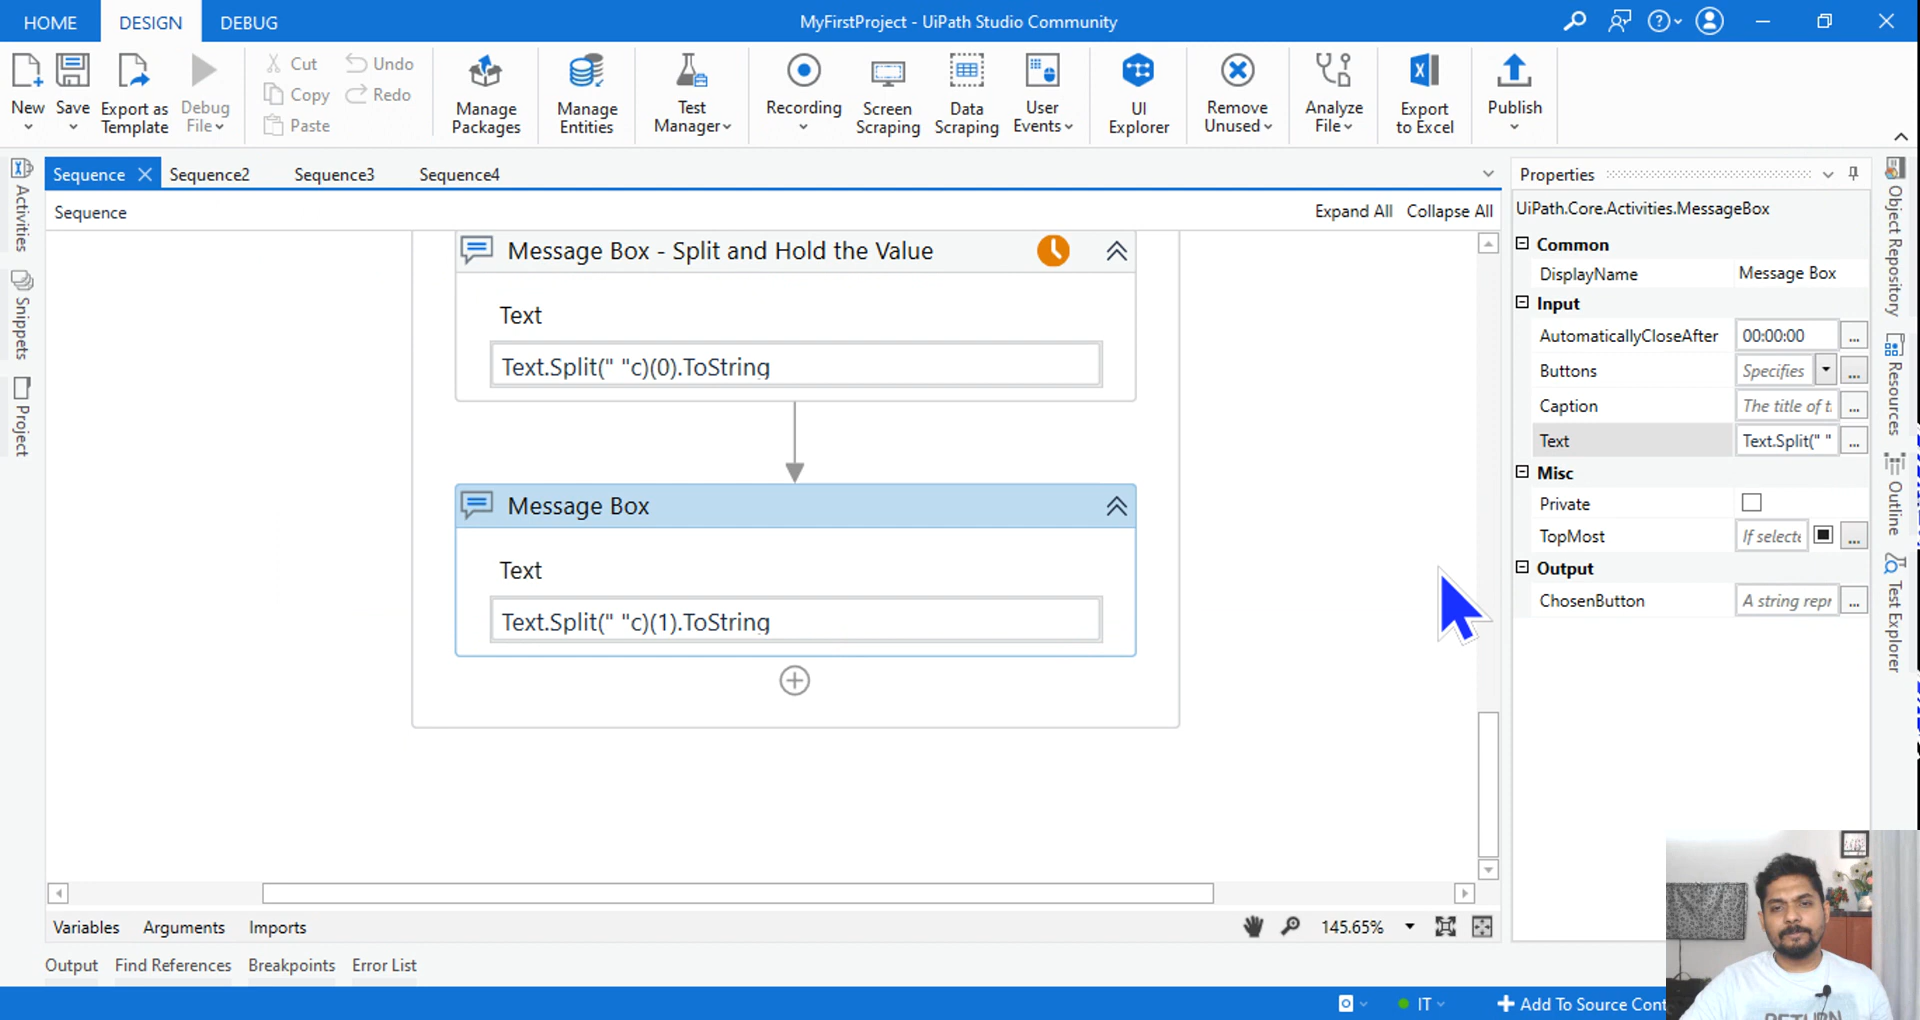 HOME DESIGN DEBUG MyFirstProject - UiPath Studio Community
New Save Export as Template Debug File
Cut Undo
Copy Redo
Paste
Manage Packages Manage Entities Test Manager Recording Screen Scraping Data Scraping User Events UI Explorer Remove Unused Analyze File Export to Excel Publish
Sequence Sequence2 Sequence3 Sequence4
Sequence Expand All Collapse All
Activities
Snippets
Project
Message Box - Split and Hold the Value
Text
Text.Split(" "c)(0).ToString
Message Box
Text
Text.Split(" "c)(1).ToString
Properties
UiPath.Core.Activities.MessageBox
Common
DisplayName Message Box
Input
AutomaticallyCloseAfter 00:00:00 ...
Buttons Specifies ...
Caption The title of t ...
Text Text.Split(" " ...
Misc
Private
TopMost If selecte ...
Output
ChosenButton A string repr ...
Object Repository
Resources
Outline
Test Explorer
Variables Arguments Imports 145.65%
Output Find References Breakpoints Error List
IT Add To Source Cont
RETURN